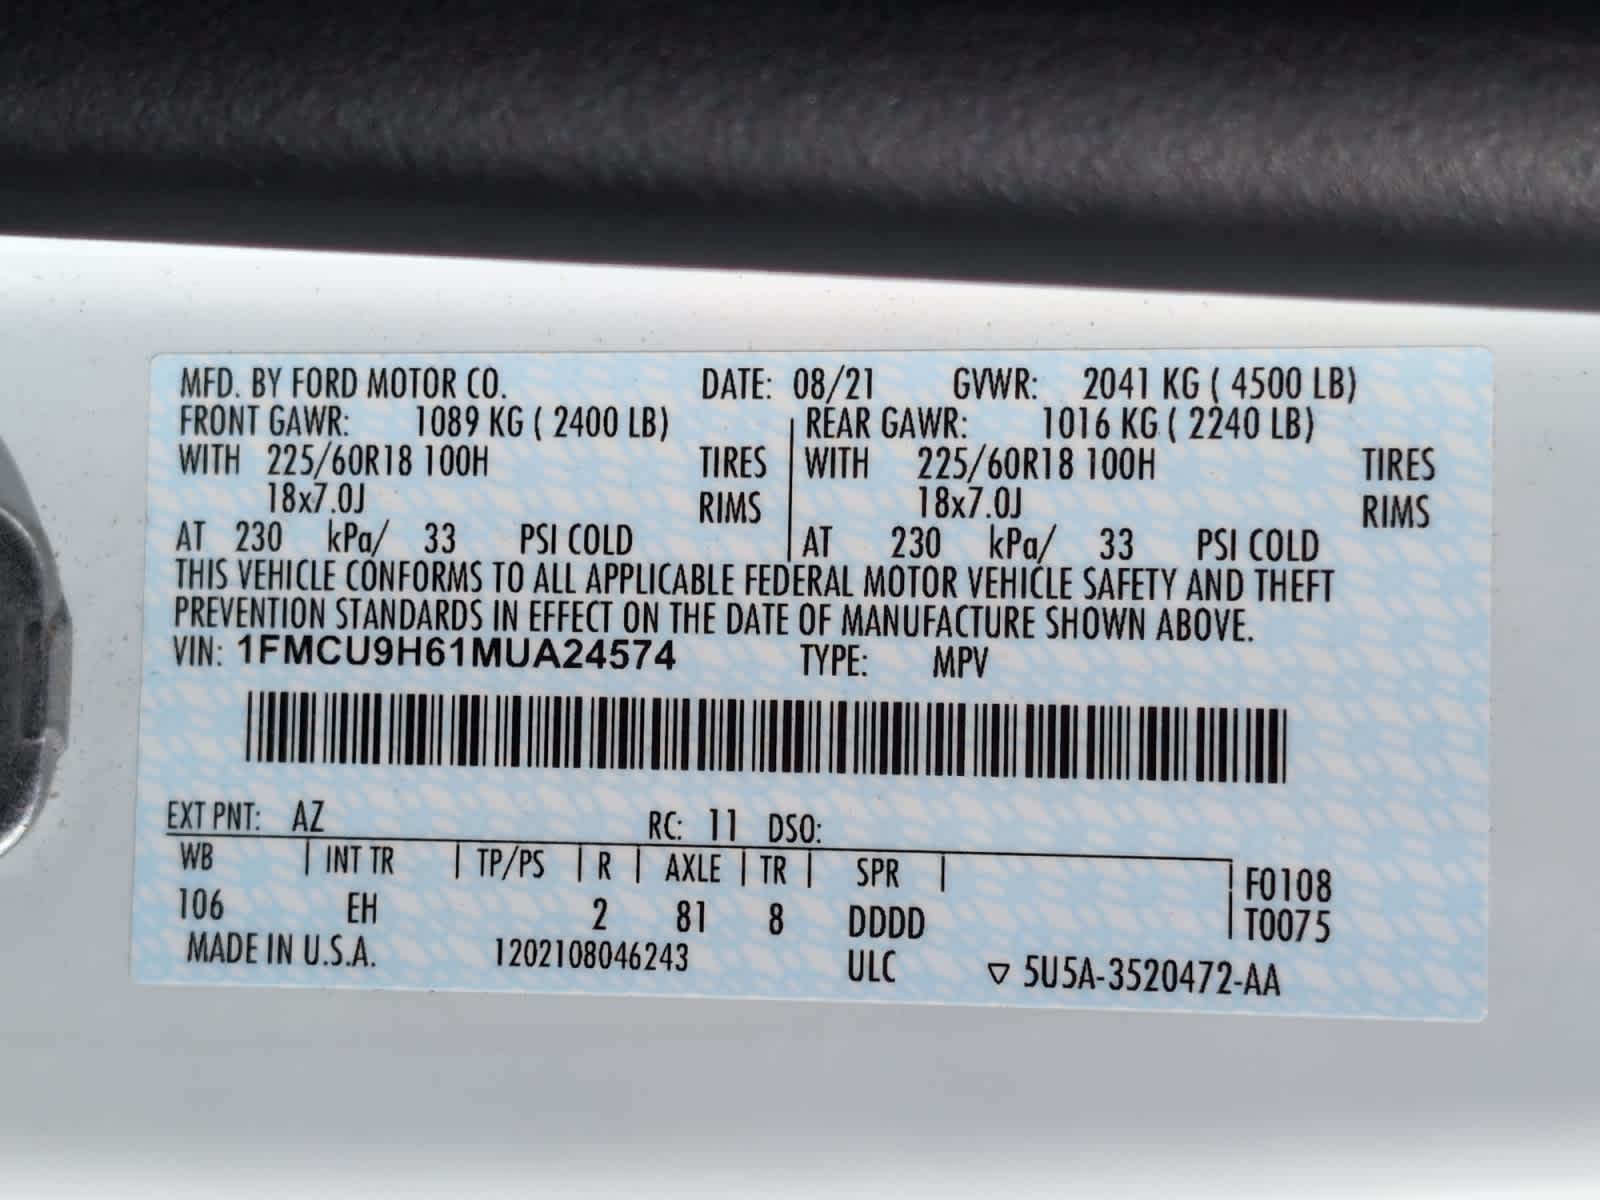 MFD. BY FORD MOTOR CO. DATE: 08/21 GVWR: 2041 KG ( 4500 LB)
FRONT GAWR: 1089 KG ( 2400 LB) REAR GAWR: 1016 KG ( 2240 LB)
WITH 225/60R18 100H TIRES WITH 225/60R18 100H TIRES
18x7.0J RIMS 18x7.0J RIMS
AT 230 kPa/ 33 PSI COLD AT 230 kPa/ 33 PSI COLD
THIS VEHICLE CONFORMS TO ALL APPLICABLE FEDERAL MOTOR VEHICLE SAFETY AND THEFT
PREVENTION STANDARDS IN EFFECT ON THE DATE OF MANUFACTURE SHOWN ABOVE.
VIN: 1FMCU9H61MUA24574 TYPE: MPV
EXT PNT: AZ RC: 11 DSO:
WB | INT TR | TP/PS | R | AXLE | TR | SPR | F0108
106 EH 2 81 8 DDDD T0075
MADE IN U.S.A. 1202108046243 ULC ▽ 5U5A-3520472-AA